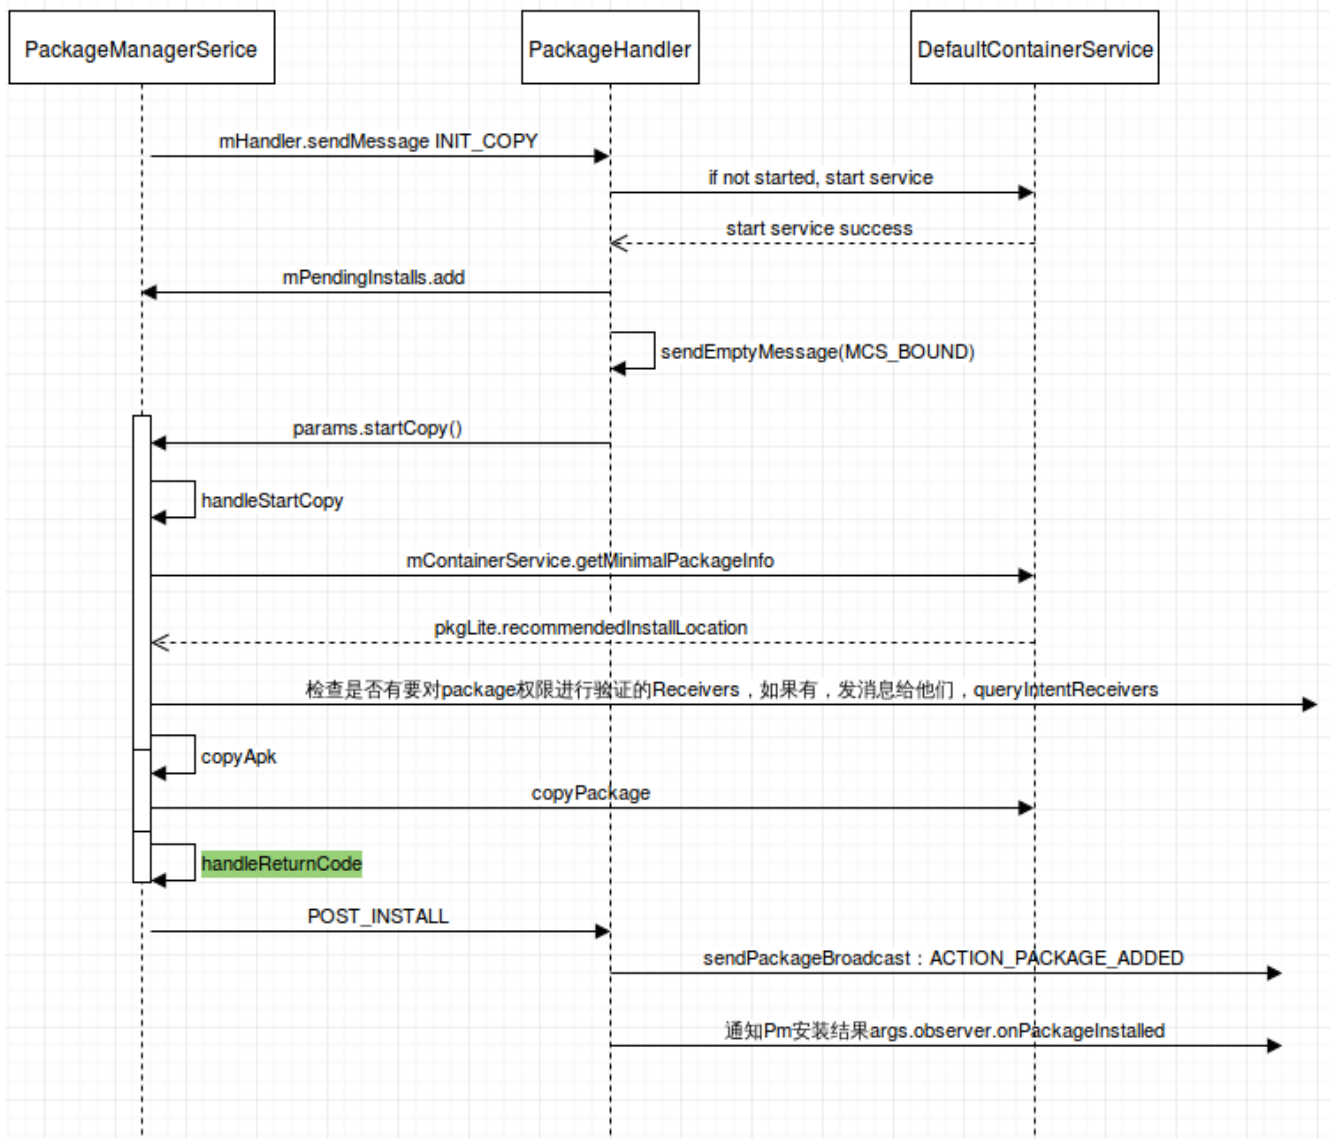 PackageManagerSerice
PackageHandler
DefaultContainerService
mHandler.sendMessage INIT_COPY
if not started, start service
start service success
mPendingInstalls.add
sendEmptyMessage(MCS_BOUND)
params.startCopy()
handleStartCopy
mContainerService.getMinimalPackageInfo
pkgLite.recommendedInstallLocation
检查是否有要对package权限进行验证的Receivers，如果有，发消息给他们，queryIntentReceivers
copyApk
copyPackage
handleReturnCode
POST_INSTALL
sendPackageBroadcast：ACTION_PACKAGE_ADDED
通知Pm安装结果args.observer.onPackageInstalled